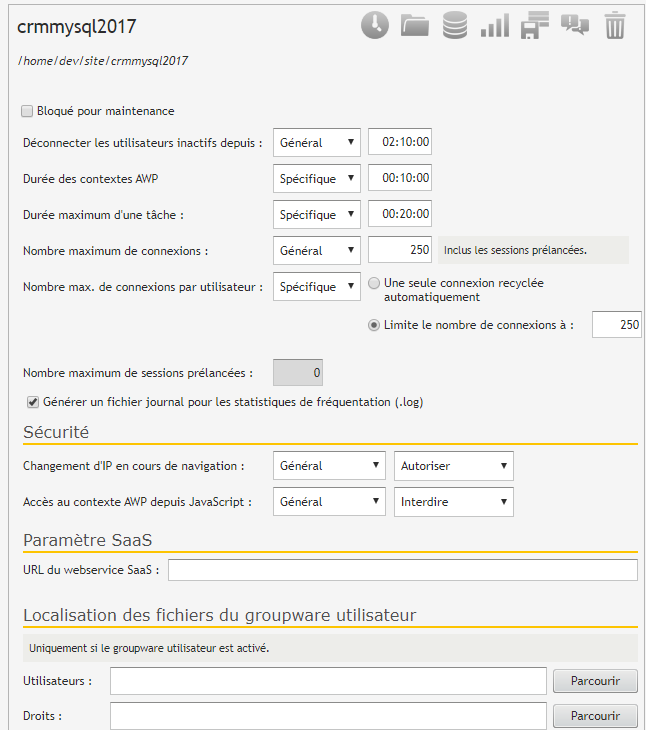 crmmysql2017
/home/dev/site/crmmysql2017
Bloqué pour maintenance
Déconnecter les utilisateurs inactifs depuis : Général 02:10:00
Durée des contextes AWP Spécifique 00:10:00
Durée maximum d'une tâche : Spécifique 00:20:00
Nombre maximum de connexions : Général 250 Inclus les sessions prélancées.
Nombre max. de connexions par utilisateur : Spécifique Une seule connexion recyclée
automatiquement
Limite le nombre de connexions à : 250
Nombre maximum de sessions prélancées : 0
Générer un fichier journal pour les statistiques de fréquentation (.log)
Sécurité
Changement d'IP en cours de navigation : Général Autoriser
Accès au contexte AWP depuis JavaScript : Général Interdire
Paramètre SaaS
URL du webservice SaaS :
Localisation des fichiers du groupware utilisateur
Uniquement si le groupware utilisateur est activé.
Utilisateurs : Parcourir
Droits : Parcourir